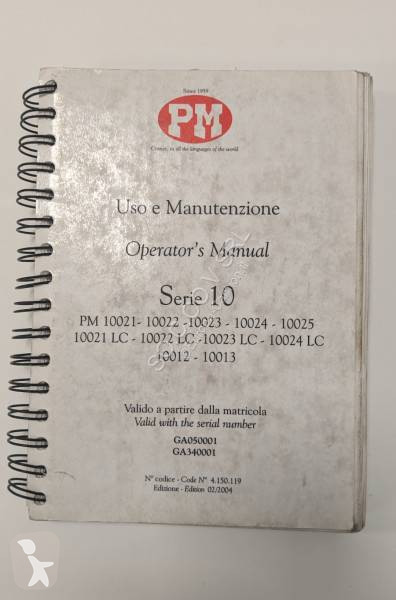 Since 1959
PM
Cranes, in all the languages of the world
Uso e Manutenzione
Operator's Manual
Serie 10
PM 10021- 10022 -10023 - 10024 - 10025
10021 LC - 10022 LC -10023 LC - 10024 LC
10012 - 10013
Valido a partire dalla matricola
Valid with the serial number
GA050001
GA340001
N° codice - Code N° 4.150.119
Edizione - Edition 02/2004